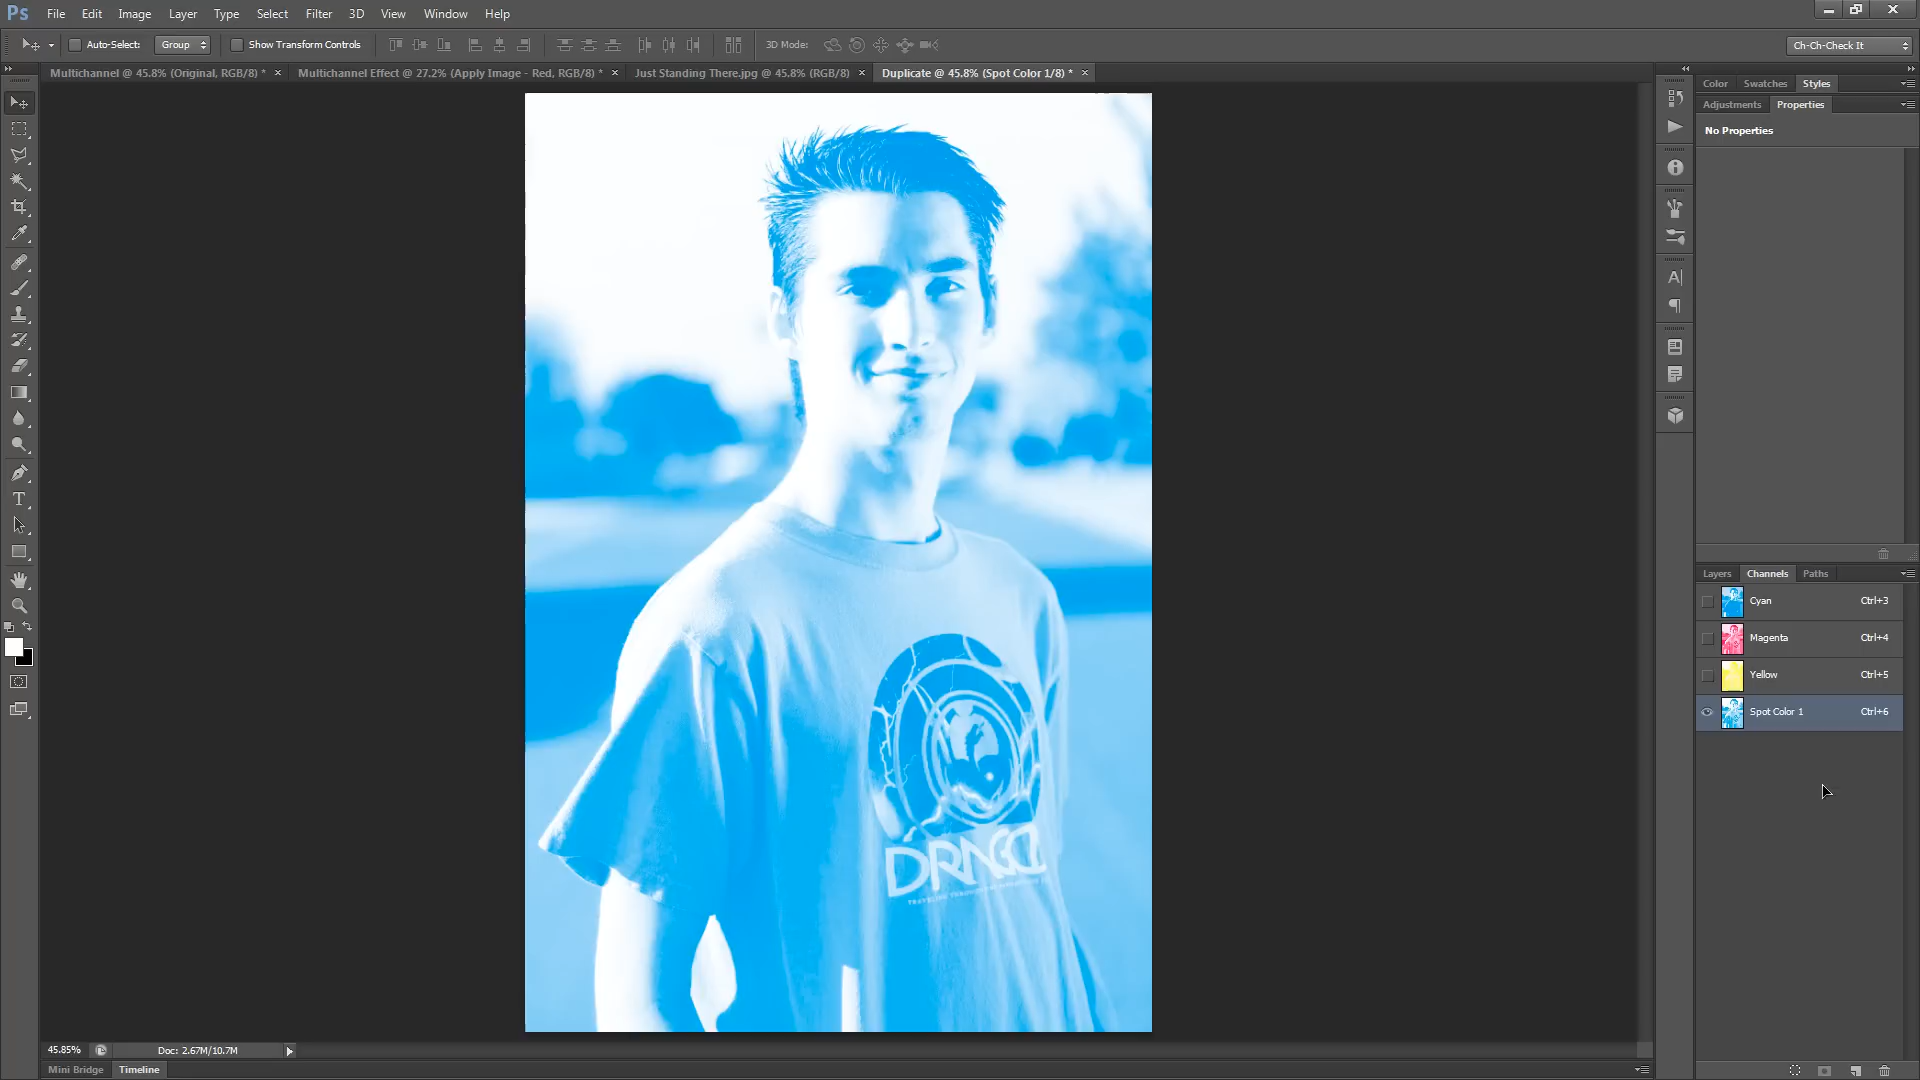 Ps File Edit Image Layer Type Select Filter 3D View Window Help
Auto-Select: Group Show Transform Controls 3D Mode: Ch-Ch-Check It
Multichannel @ 45.8% (Original, RGB/8) * × Multichannel Effect @ 27.2% (Apply Image - Red, RGB/8) * × Just Standing There.jpg @ 45.8% (RGB/8) × Duplicate @ 45.8% (Spot Color 1/8) * ×
Color Swatches Styles
Adjustments Properties
No Properties
Layers Channels Paths
Cyan Ctrl+3
Magenta Ctrl+4
Yellow Ctrl+5
Spot Color 1 Ctrl+6
45.85% Doc: 2.67M/10.7M
Mini Bridge Timeline